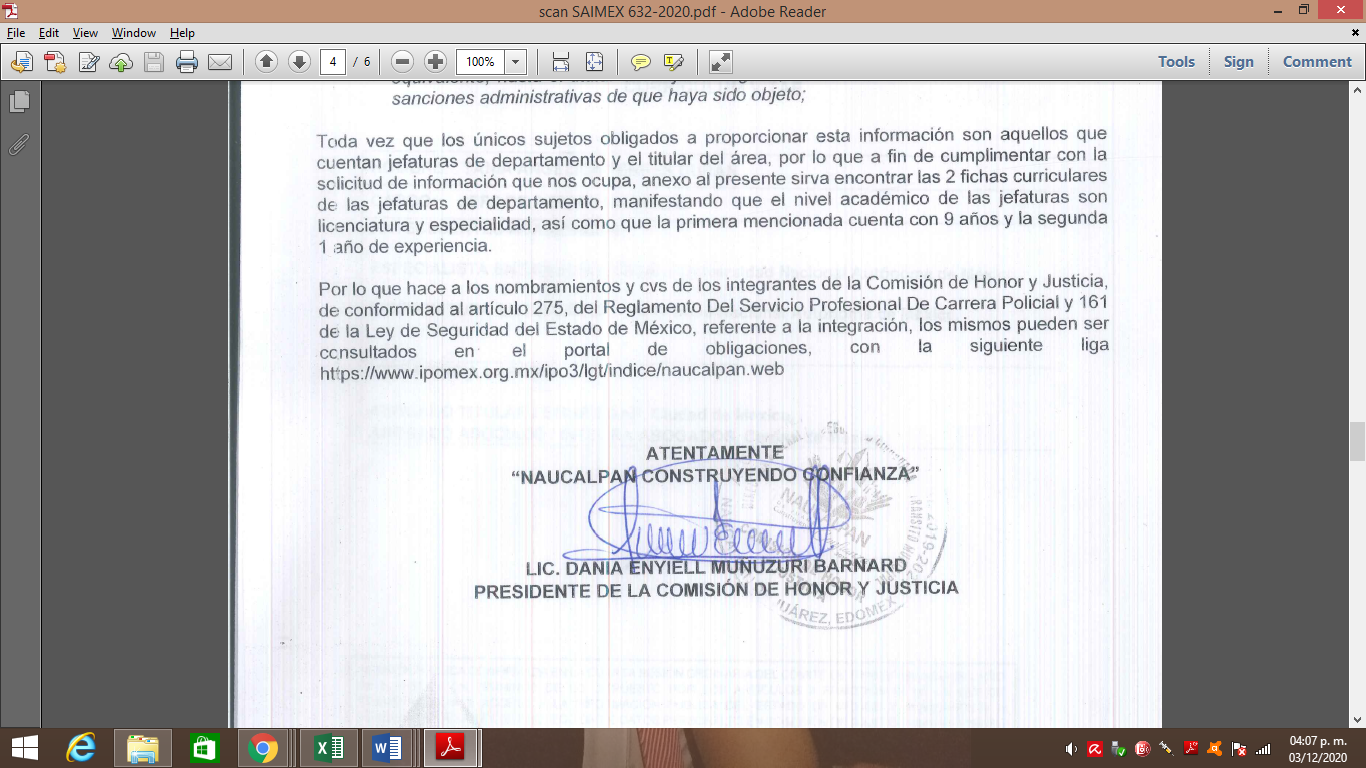 scan SAIMEX 632-2020.pdf - Adobe Reader
File Edit View Window Help
4 / 6 100% Tools Sign Comment
sanciones administrativas de que haya sido objeto;
Toda vez que los únicos sujetos obligados a proporcionar esta información son aquellos que
cuentan jefaturas de departamento y el titular del área, por lo que a fin de cumplimentar con la
solicitud de información que nos ocupa, anexo al presente sirva encontrar las 2 fichas curriculares
de las jefaturas de departamento, manifestando que el nivel académico de las jefaturas son
licenciatura y especialidad, así como que la primera mencionada cuenta con 9 años y la segunda
1 año de experiencia.
Por lo que hace a los nombramientos y cvs de los integrantes de la Comisión de Honor y Justicia,
de conformidad al artículo 275, del Reglamento Del Servicio Profesional De Carrera Policial y 161
de la Ley de Seguridad del Estado de México, referente a la integración, los mismos pueden ser
consultados en el portal de obligaciones, con la siguiente liga
https://www.ipomex.org.mx/ipo3/lgt/indice/naucalpan.web
ATENTAMENTE
“NAUCALPAN CONSTRUYENDO CONFIANZA”
NAUCALPAN
LIC. DANIA ENYIELL MUÑUZURI BARNARD
PRESIDENTE DE LA COMISIÓN DE HONOR Y JUSTICIA
JUÁREZ, EDOMEX
04:07 p. m.
03/12/2020